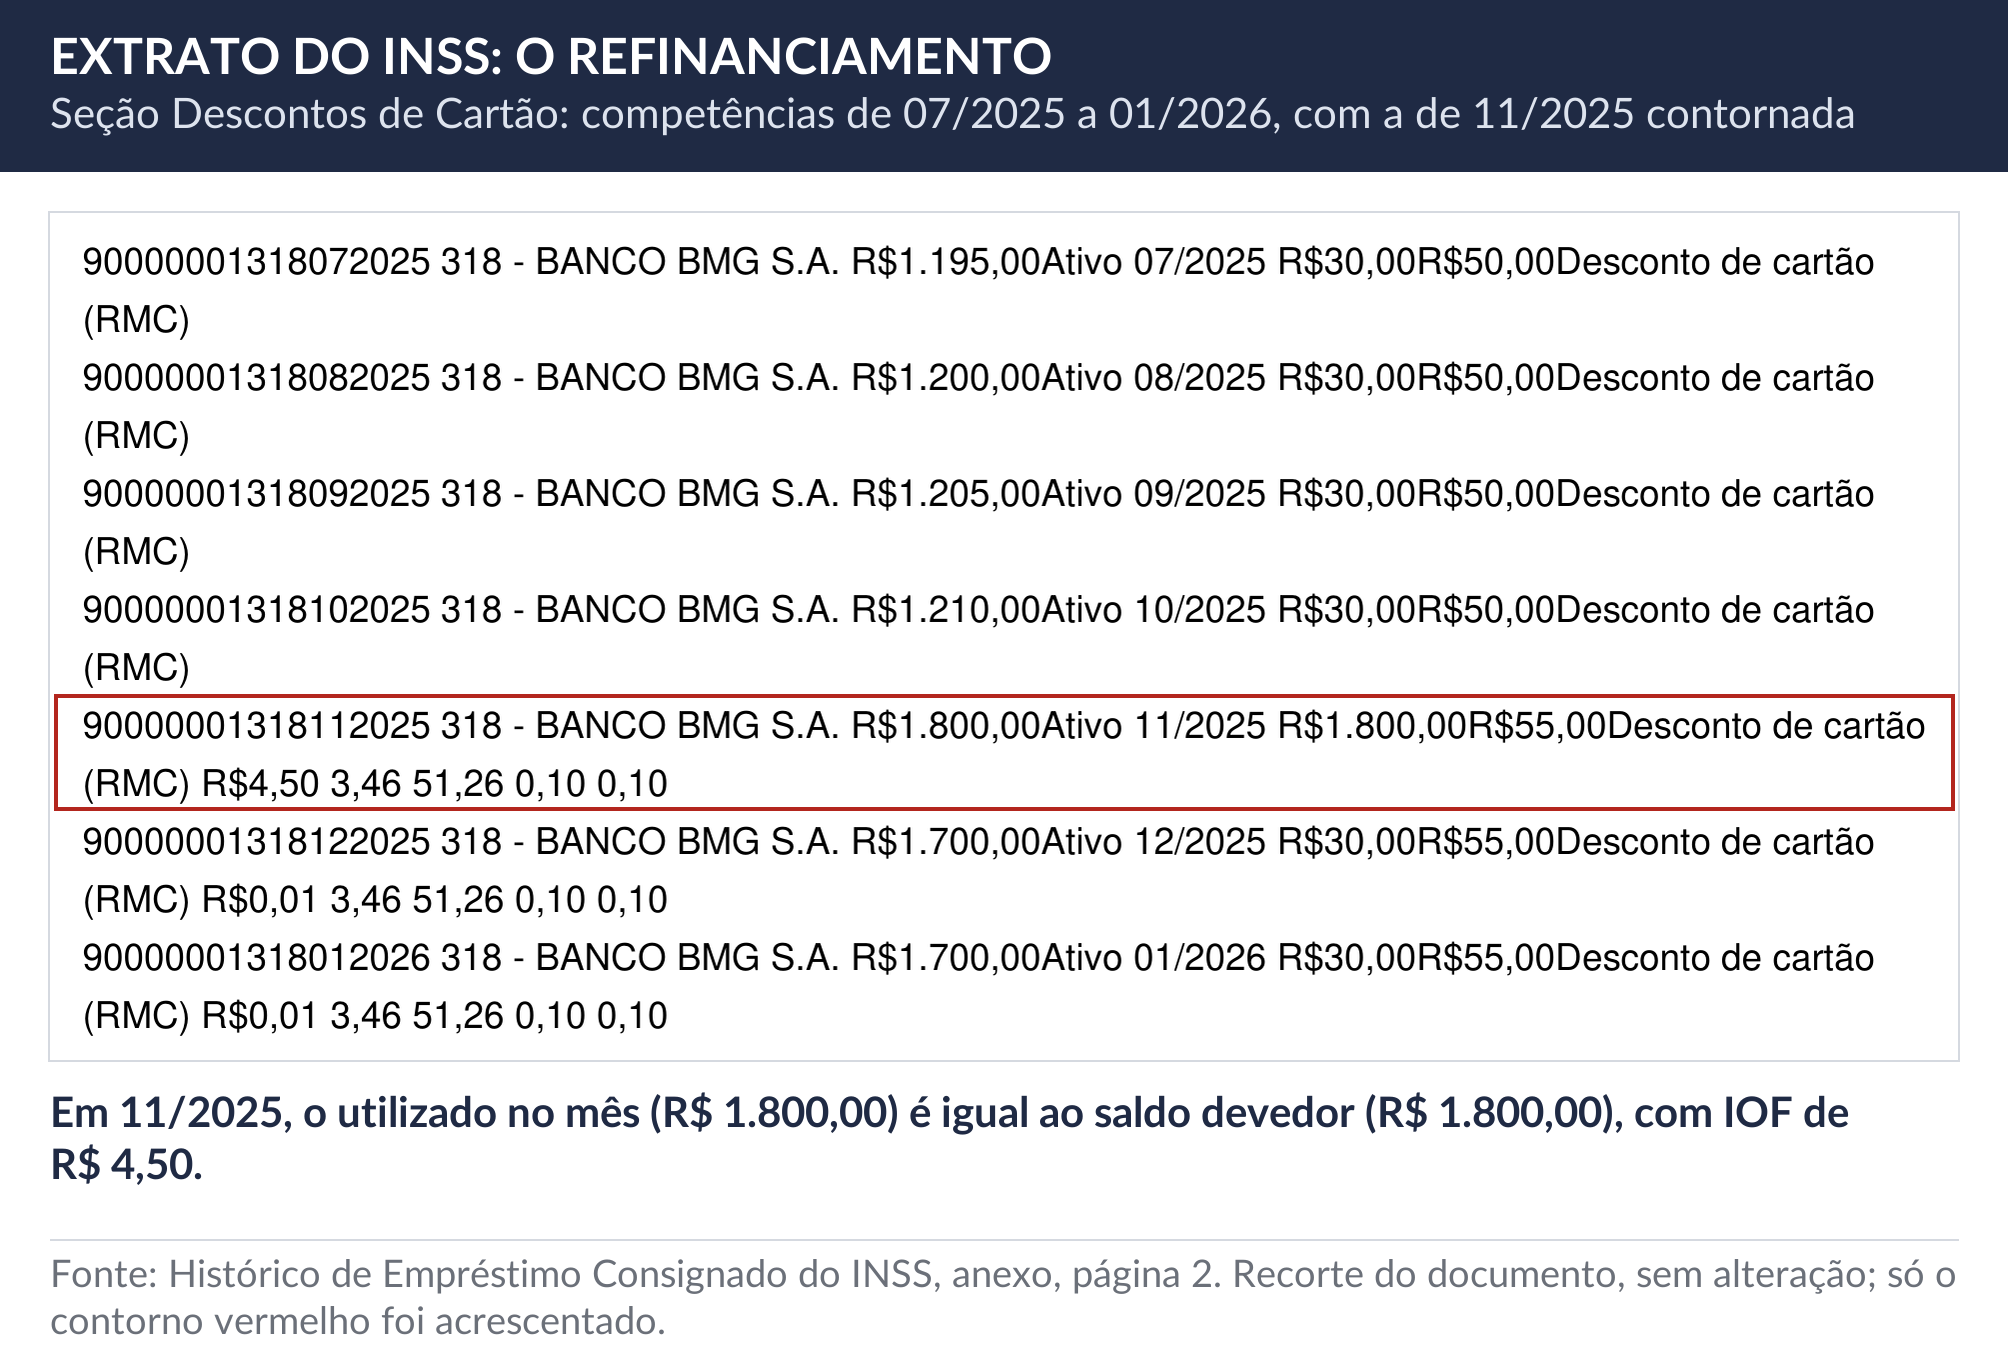 EXTRATO DO INSS: O REFINANCIAMENTO
Seção Descontos de Cartão: competências de 07/2025 a 01/2026, com a de 11/2025 contornada
90000001318072025 318 - BANCO BMG S.A. R$1.195,00Ativo 07/2025 R$30,00R$50,00Desconto de cartão
(RMC)
90000001318082025 318 - BANCO BMG S.A. R$1.200,00Ativo 08/2025 R$30,00R$50,00Desconto de cartão
(RMC)
90000001318092025 318 - BANCO BMG S.A. R$1.205,00Ativo 09/2025 R$30,00R$50,00Desconto de cartão
(RMC)
90000001318102025 318 - BANCO BMG S.A. R$1.210,00Ativo 10/2025 R$30,00R$50,00Desconto de cartão
(RMC)
90000001318112025 318 - BANCO BMG S.A. R$1.800,00Ativo 11/2025 R$1.800,00R$55,00Desconto de cartão
(RMC) R$4,50 3,46 51,26 0,10 0,10
90000001318122025 318 - BANCO BMG S.A. R$1.700,00Ativo 12/2025 R$30,00R$55,00Desconto de cartão
(RMC) R$0,01 3,46 51,26 0,10 0,10
90000001318012026 318 - BANCO BMG S.A. R$1.700,00Ativo 01/2026 R$30,00R$55,00Desconto de cartão
(RMC) R$0,01 3,46 51,26 0,10 0,10
Em 11/2025, o utilizado no mês (R$ 1.800,00) é igual ao saldo devedor (R$ 1.800,00), com IOF de
R$ 4,50.
Fonte: Histórico de Empréstimo Consignado do INSS, anexo, página 2. Recorte do documento, sem alteração; só o
contorno vermelho foi acrescentado.